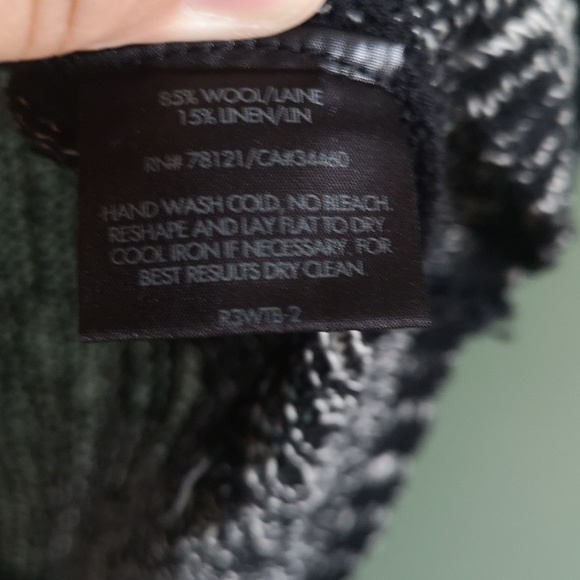 85% WOOL/LAINE
15% LINEN/LIN
RN# 78121/CA#34460
HAND WASH COLD. NO BLEACH.
RESHAPE AND LAY FLAT TO DRY.
COOL IRON IF NECESSARY. FOR
BEST RESULTS DRY CLEAN.
R3WTB-2